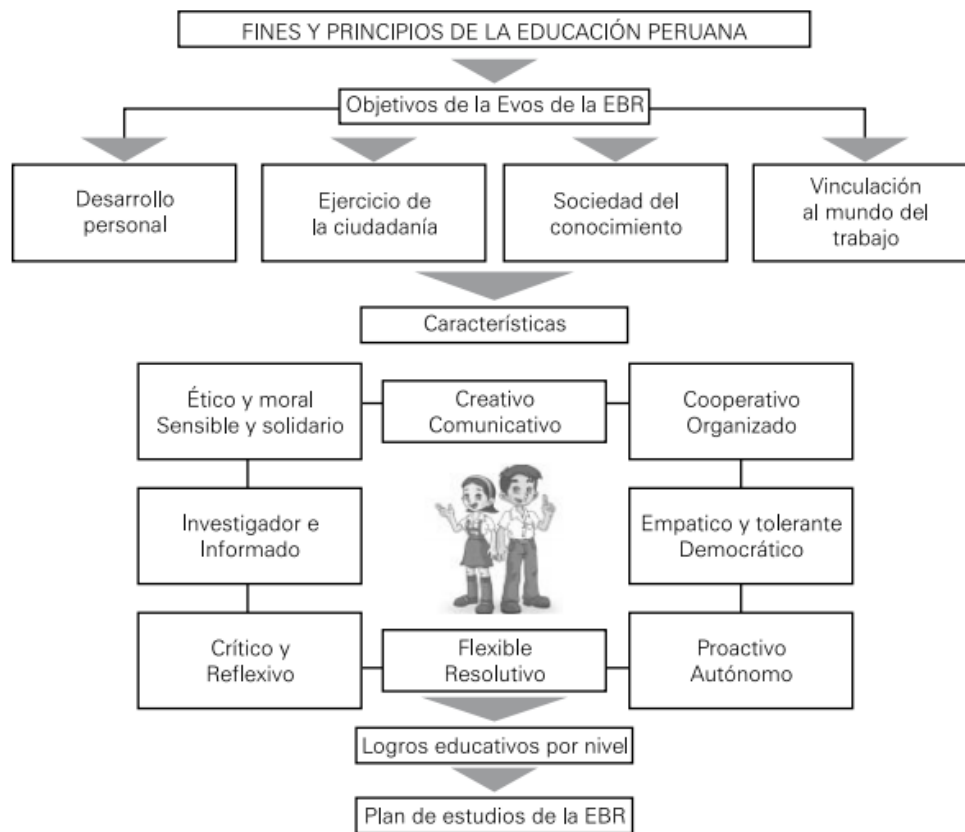 FINES Y PRINCIPIOS DE LA EDUCACIÓN PERUANA
Objetivos de la Evos de la EBR
Desarrollo
personal
Ejercicio de
la ciudadanía
Sociedad del
conocimiento
Vinculación
al mundo del
trabajo
Característicias
Ético y moral
Sensible y solidario
Creativo
Comunicativo
Cooperativo
Organizado
Investigador e
Informado
Empatico y tolerante
Democrático
Crítico y
Reflexivo
Flexible
Resolutivo
Proactivo
Autónomo
Logros educativos por nivel
Plan de estudios de la EBR